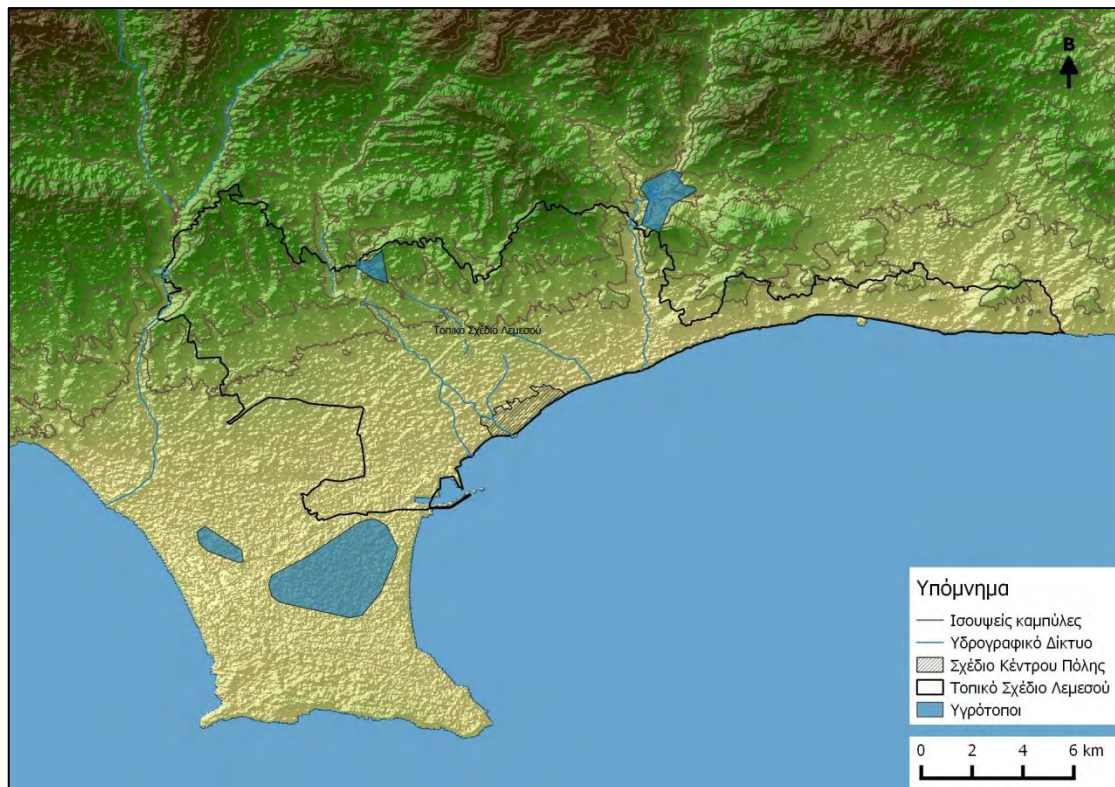 Β
Τοπικό Σχέδιο Λεμεσού
Υπόμνημα
Ισουψείς καμπύλες
Υδρογραφικό Δίκτυο
Σχέδιο Κέντρου Πόλης
Τοπικό Σχέδιο Λεμεσού
Υγρότοποι
0 2 4 6 km